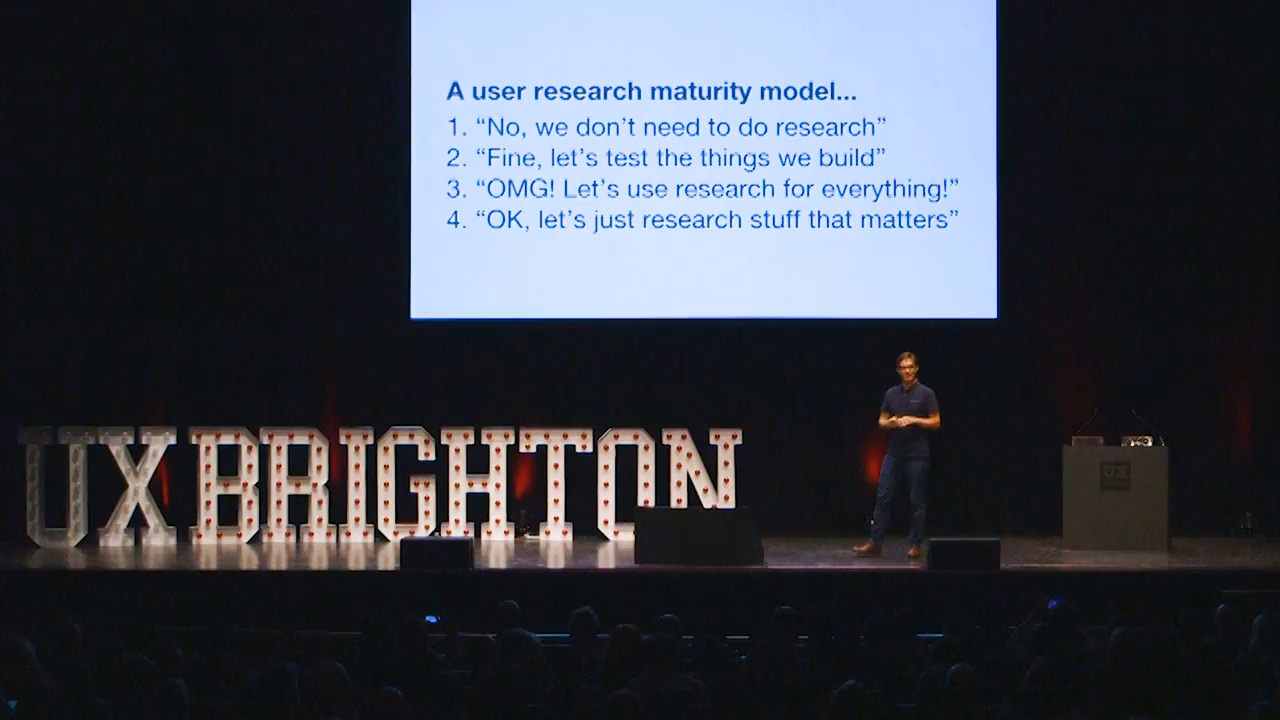 A user research maturity model...
1. “No, we don’t need to do research”
2. “Fine, let’s test the things we build”
3. “OMG! Let’s use research for everything!”
4. “OK, let’s just research stuff that matters”
UX BRIGHTON
UX